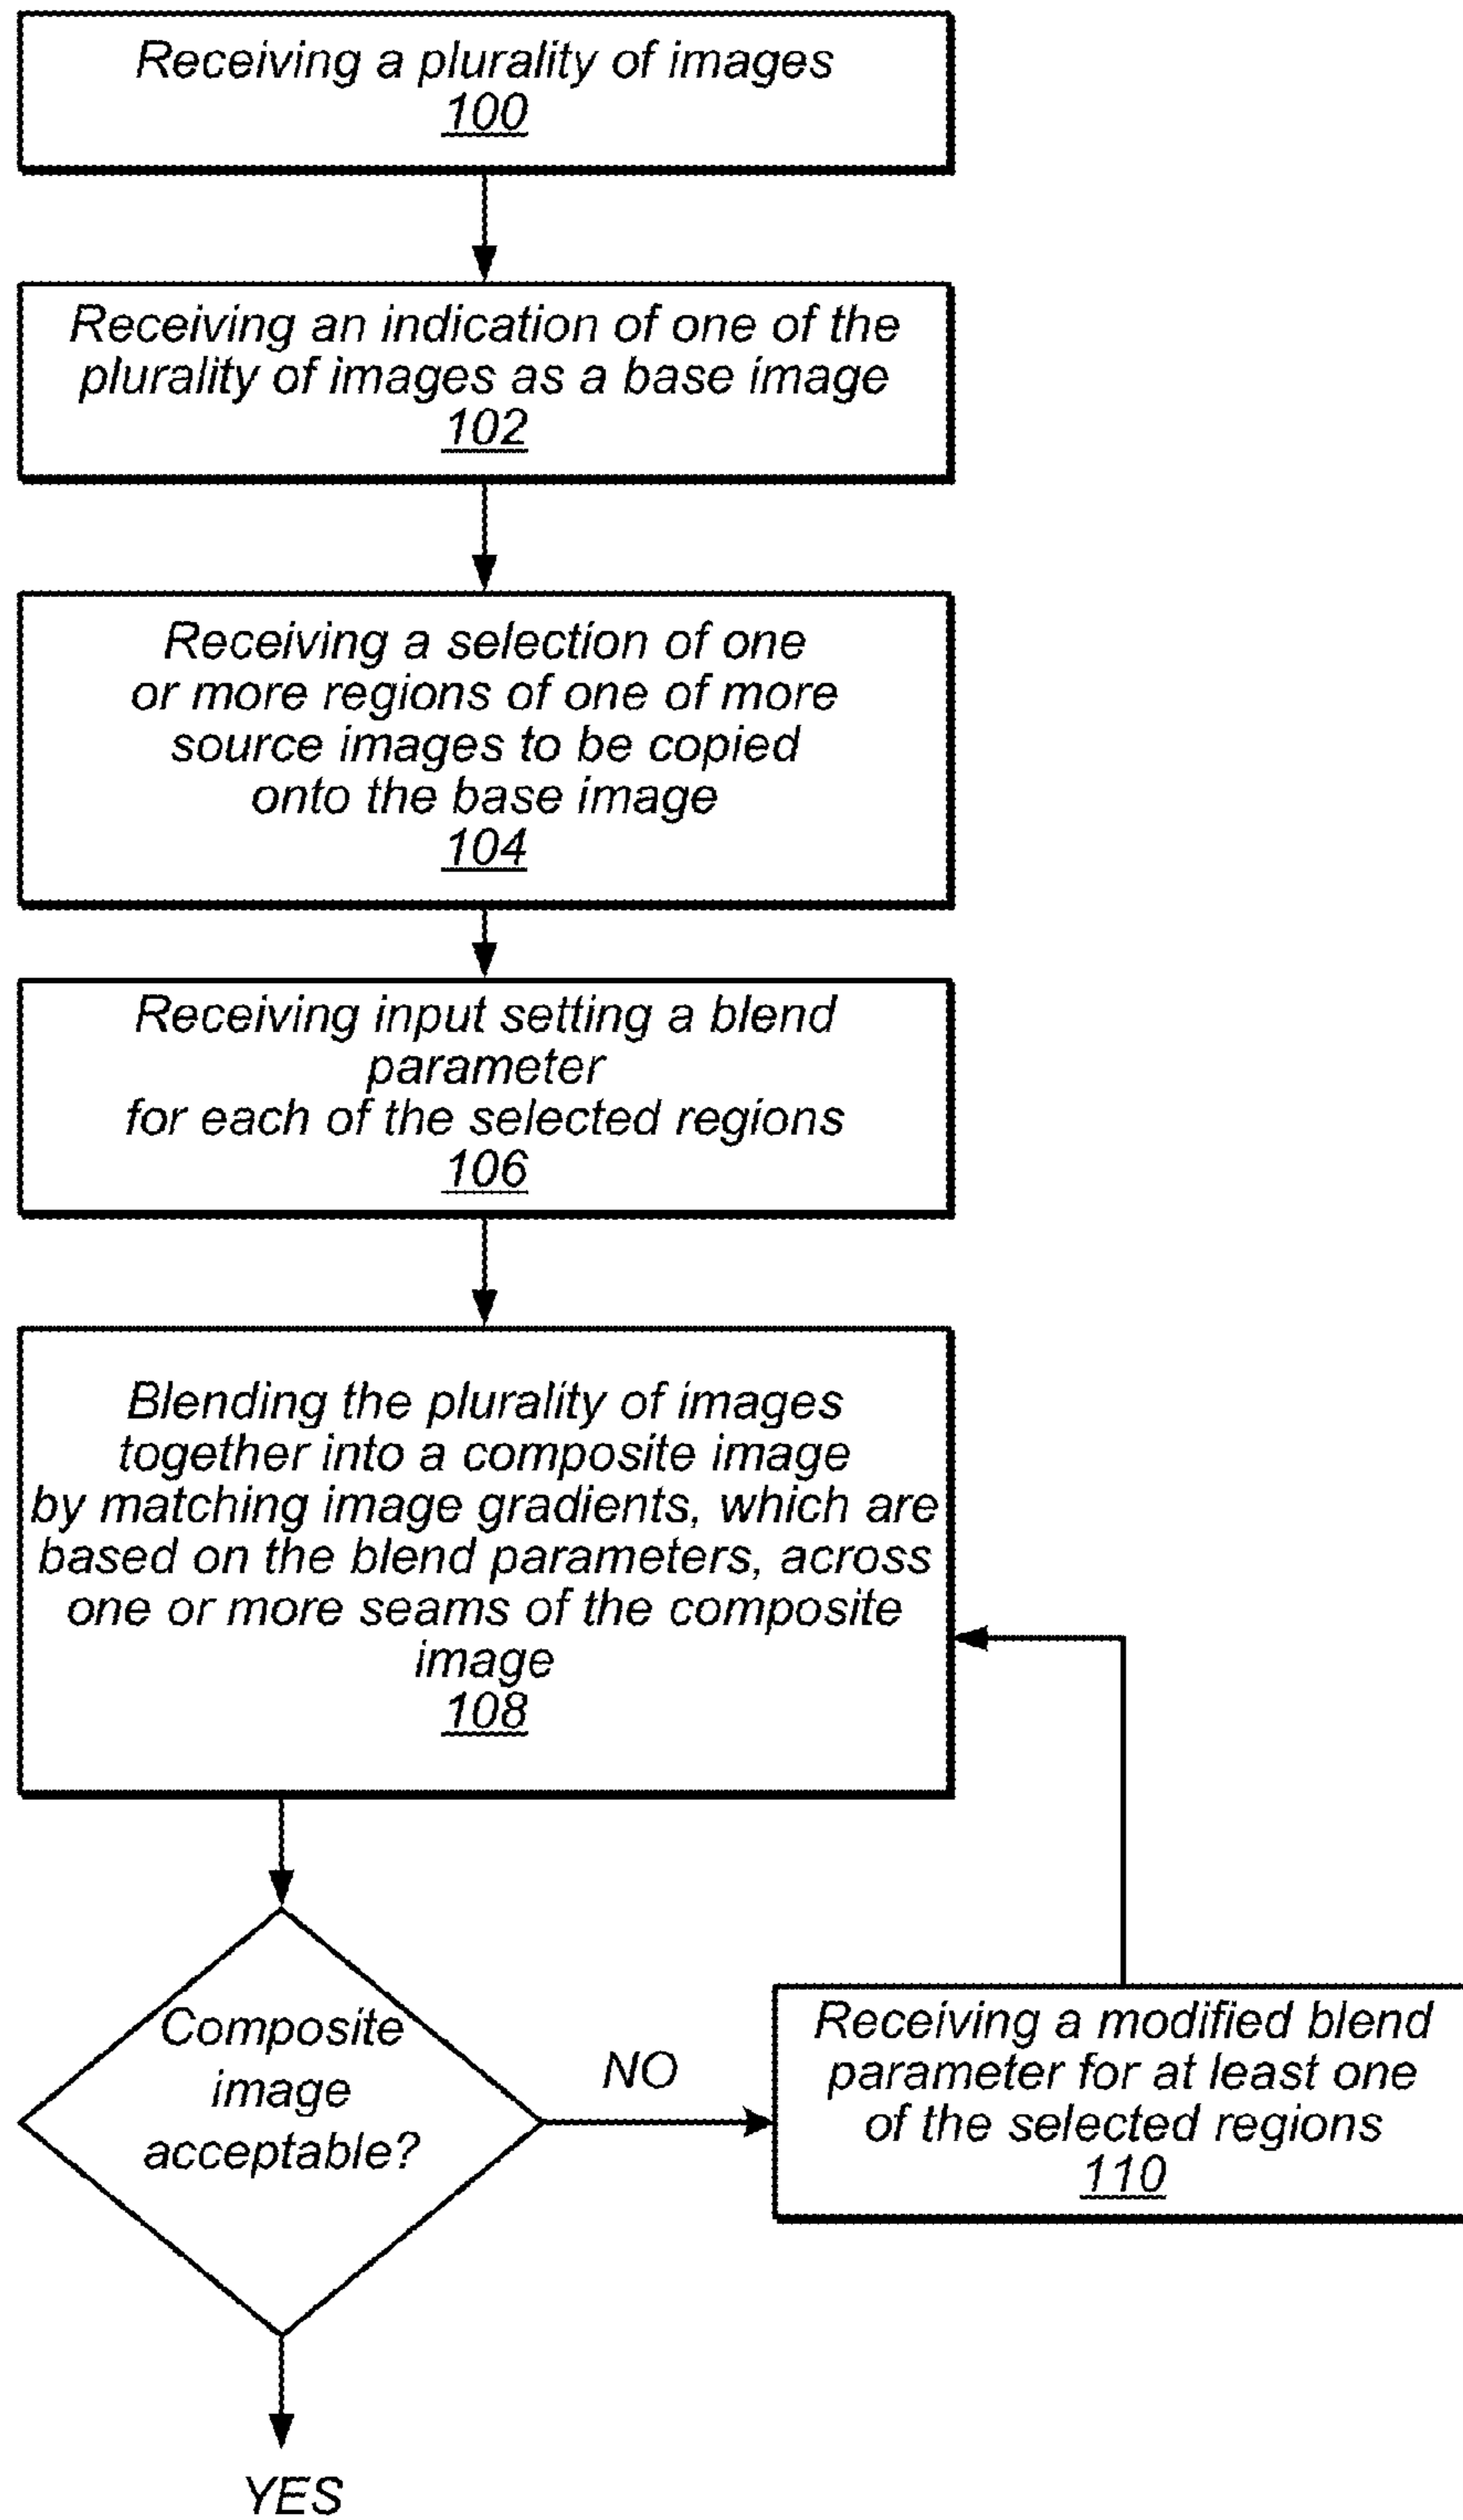 Receiving a plurality of images
100
Receiving an indication of one of the
plurality of images as a base image
102
Receiving a selection of one
or more regions of one of more
source images to be copied
onto the base image
104
Receiving input setting a blend
parameter
for each of the selected regions
106
Blending the plurality of images
together into a composite image
by matching image gradients, which are
based on the blend parameters, across
one or more seams of the composite
image
108
Composite
image
acceptable?
NO
Receiving a modified blend
parameter for at least one
of the selected regions
110
YES